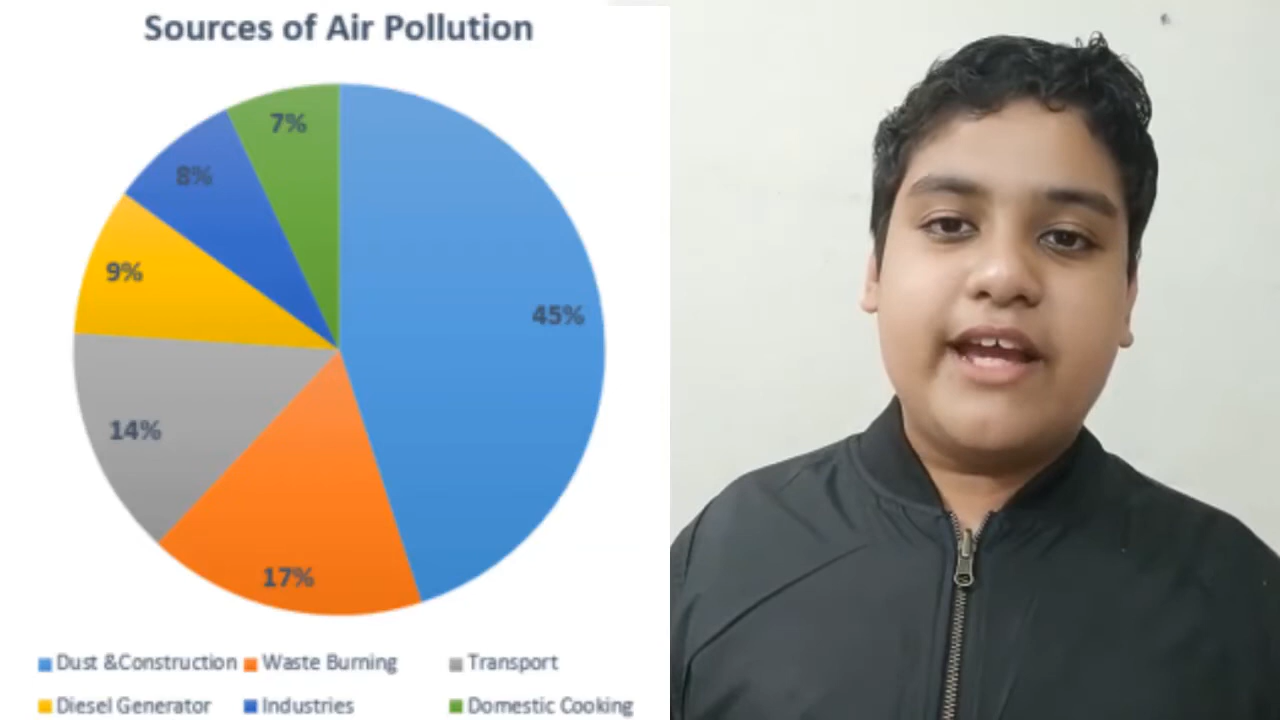 Sources of Air Pollution
7%
8%
9%
45%
14%
17%
Dust &Construction Waste Burning Transport
Diesel Generator Industries Domestic Cooking